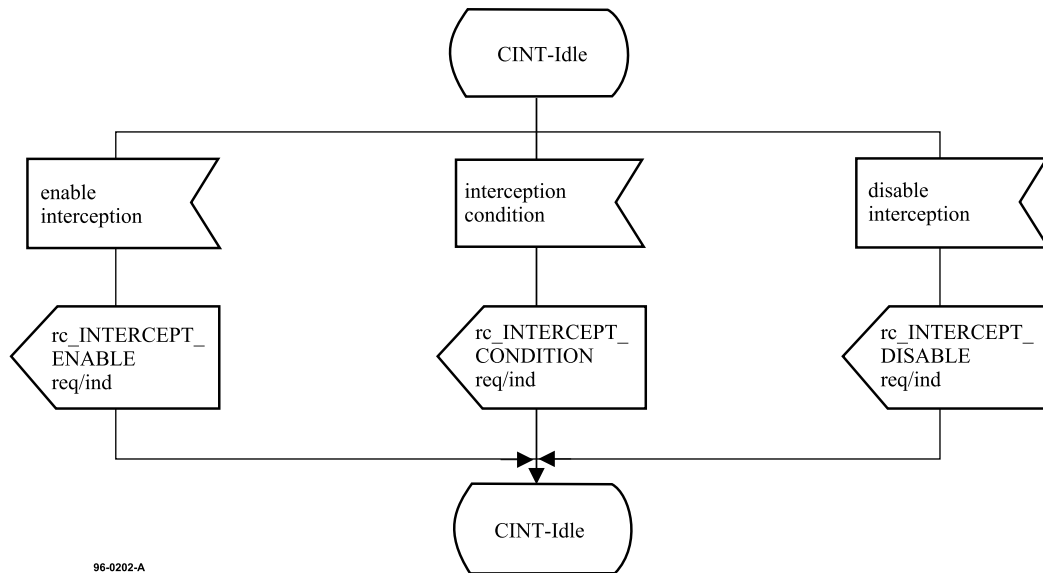 CINT-Idle
enable
interception
interception
condition
disable
interception
rc_INTERCEPT_
ENABLE
req/ind
rc_INTERCEPT_
CONDITION
req/ind
rc_INTERCEPT_
DISABLE
req/ind
CINT-Idle
96-0202-A